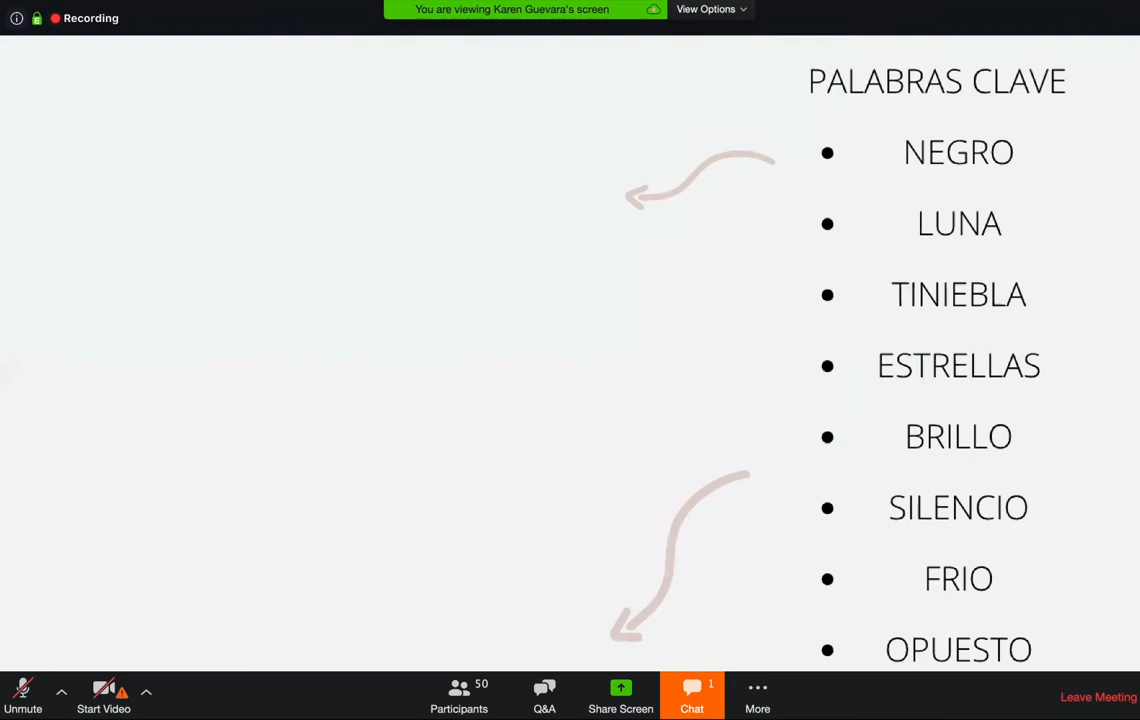 Recording
You are viewing Karen Guevara's screen
View Options
PALABRAS CLAVE
• NEGRO
• LUNA
• TINIEBLA
• ESTRELLAS
• BRILLO
• SILENCIO
• FRIO
• OPUESTO
Unmute
Start Video
Participants 50
Q&A
Share Screen
Chat 1
More
Leave Meeting